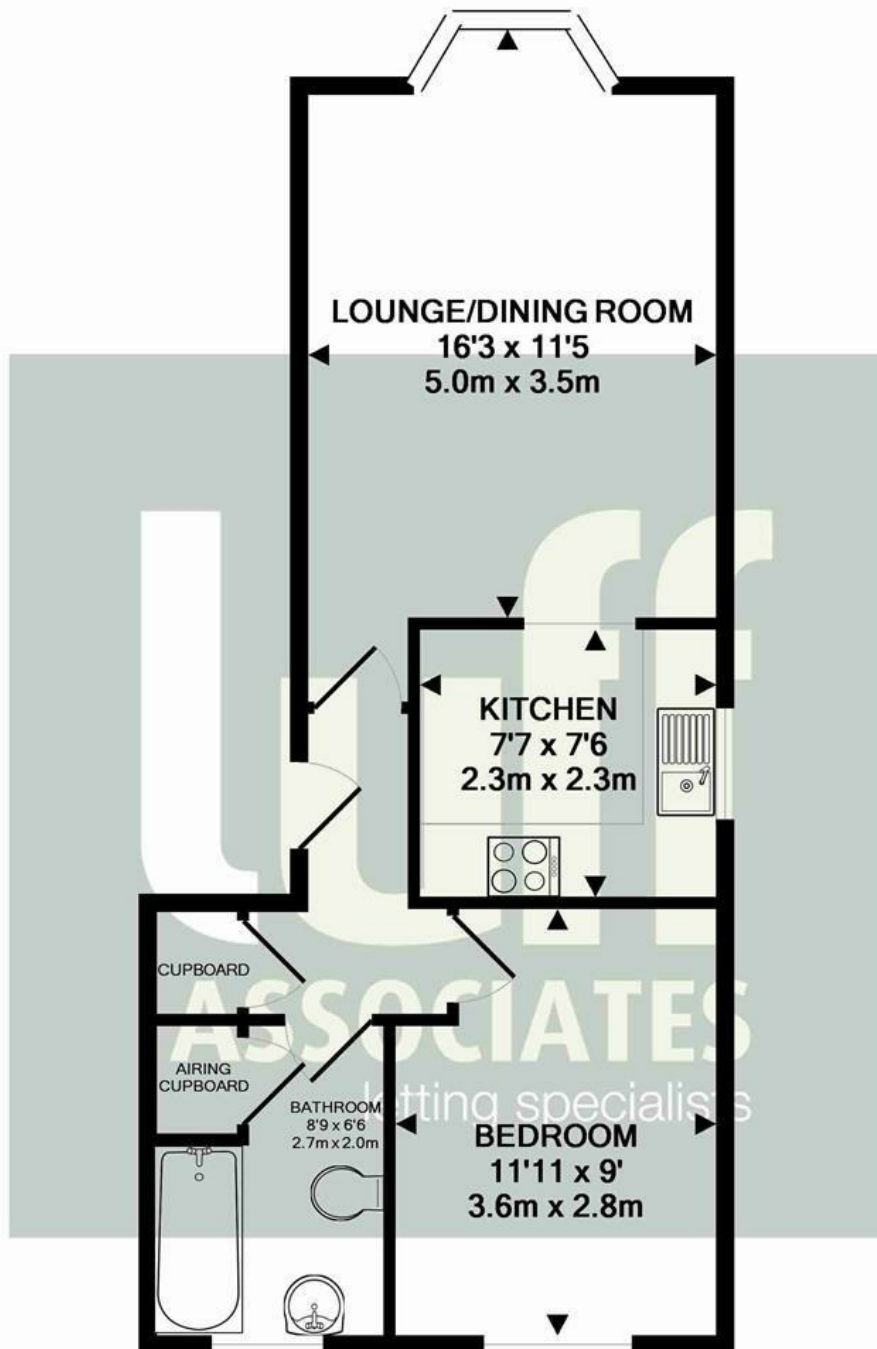 LOUNGE/DINING ROOM
16'3 x 11'5
5.0m x 3.5m
KITCHEN
7'7 x 7'6
2.3m x 2.3m
luff
CUPBOARD
ASSOCIATES
AIRING
CUPBOARD
letting specialists
BATHROOM
8'9 x 6'6
2.7m x 2.0m
BEDROOM
11'11 x 9'
3.6m x 2.8m